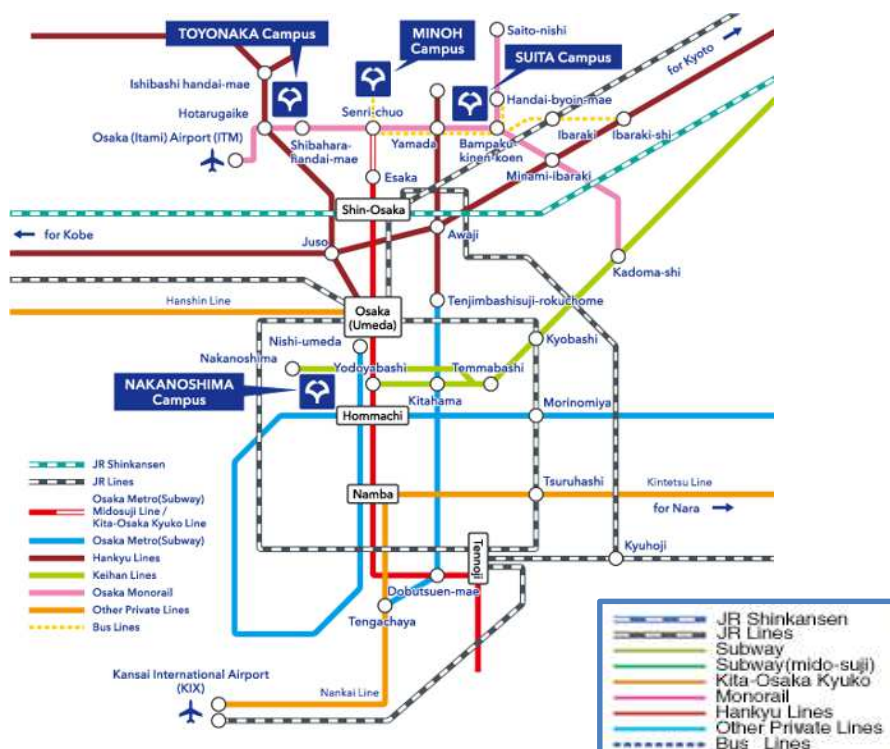 TOYONAKA Campus
MINOH
Campus
SUITA Campus
Saito-nishi
for Kyoto
Ishibashi handai-mae
Handai-byoin-mae
Hotarugaike
Senri-chuo
Osaka (Itami) Airport (ITM)
Shibahara-
handai-mae
Yamada
Bampaku-
kinen-koen
Ibaraki
Ibaraki-shi
Esaka
Minami-ibaraki
Shin-Osaka
for Kobe
Juso
Awaji
Kadoma-shi
Hanshin Line
Osaka
(Umeda)
Tenjimbashisuji-rokuchome
Nishi-umeda
Kyobashi
Nakanoshima
Yodoyabashi
Temmabashi
NAKANOSHIMA
Campus
Kitahama
Hommachi
Morinomiya
JR Shinkansen
JR Lines
Osaka Metro(Subway)
Midosuji Line /
Kita-Osaka Kyuko Line
Osaka Metro(Subway)
Hankyu Lines
Keihan Lines
Osaka Monorail
Other Private Lines
Bus Lines
Namba
Tsuruhashi
Kintetsu Line
for Nara
Tennoji
Kyuhoji
Dobutsuen-mae
Tengachaya
Kansai International Airport
(KIX)
Nankai Line
JR Shinkansen
JR Lines
Subway
Subway(mido-suji)
Kita-Osaka Kyuko
Monorail
Hankyu Lines
Other Private Lines
Bus Lines